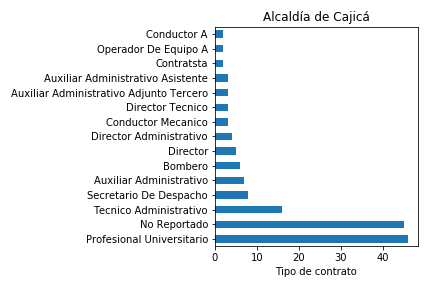 Alcaldía de Cajicá
Conductor A
Operador De Equipo A
Contratsta
Auxiliar Administrativo Asistente
Auxiliar Administrativo Adjunto Tercero
Director Tecnico
Conductor Mecanico
Director Administrativo
Director
Bombero
Auxiliar Administrativo
Secretario De Despacho
Tecnico Administrativo
No Reportado
Profesional Universitario
0 10 20 30 40
Tipo de contrato